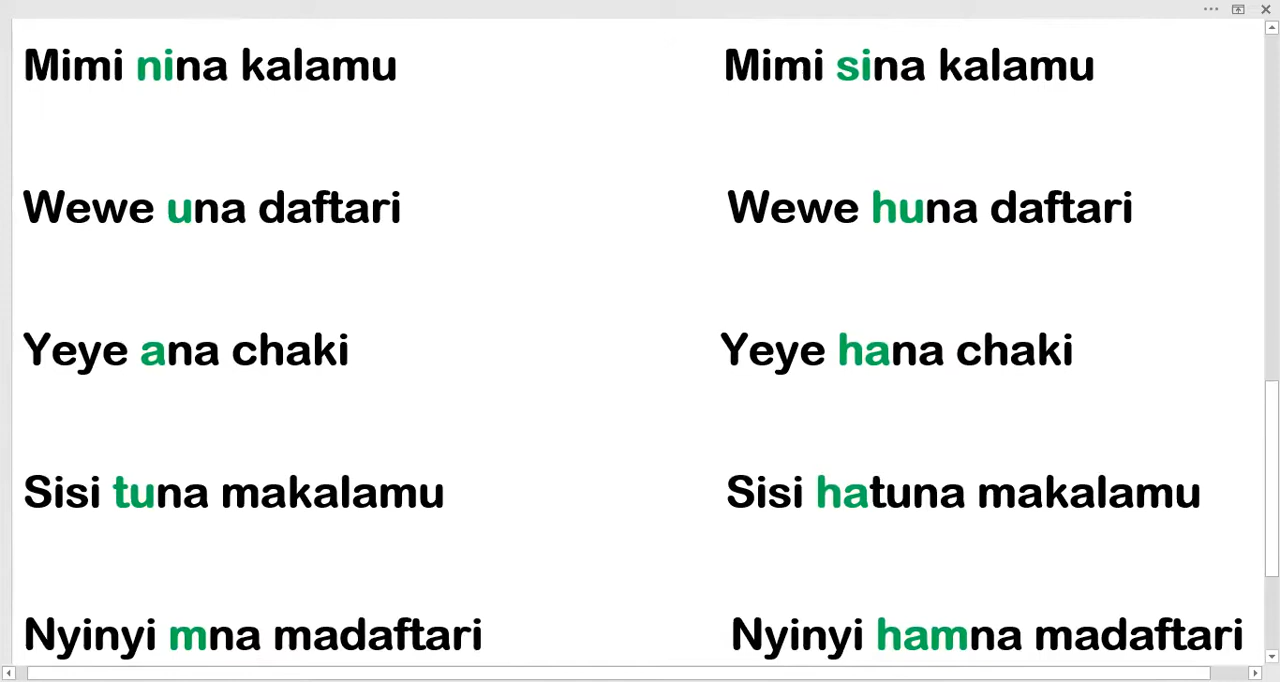 Mimi nina kalamu
Mimi sina kalamu
Wewe una daftari
Wewe huna daftari
Yeye ana chaki
Yeye hana chaki
Sisi tuna makalamu
Sisi hatuna makalamu
Nyinyi mna madaftari
Nyinyi hamna madaftari